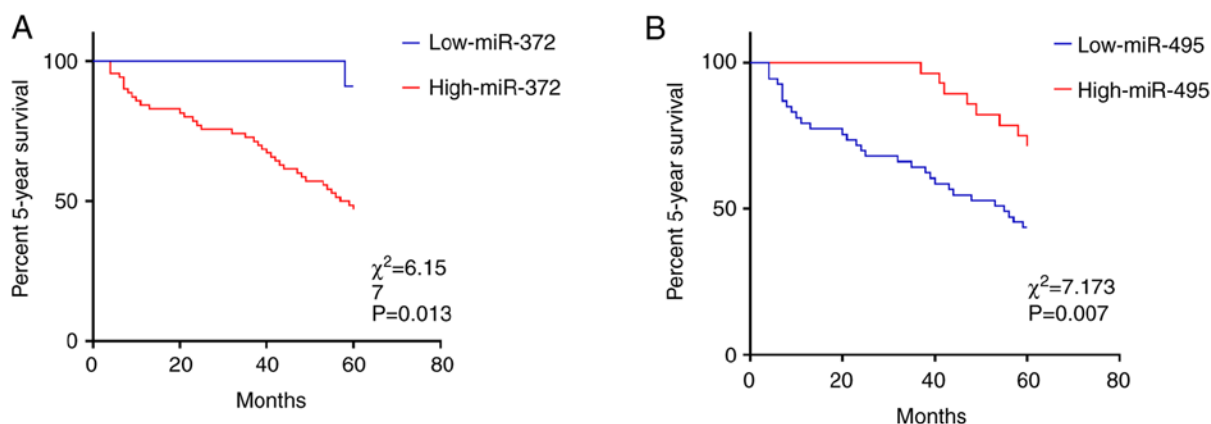 A
Low-miR-372
High-miR-372
Percent 5-year survival
100
50
0
χ²=6.15
7
P=0.013
0 20 40 60 80
Months
B
Low-miR-495
High-miR-495
Percent 5-year survival
100
50
0
χ²=7.173
P=0.007
0 20 40 60 80
Months